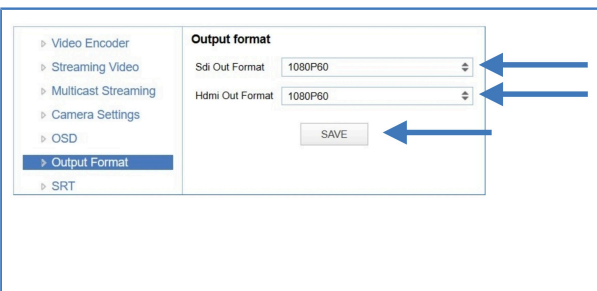 Video Encoder
Streaming Video
Multicast Streaming
Camera Settings
OSD
Output Format
SRT
Output format
Sdi Out Format 1080P60
Hdmi Out Format 1080P60
SAVE